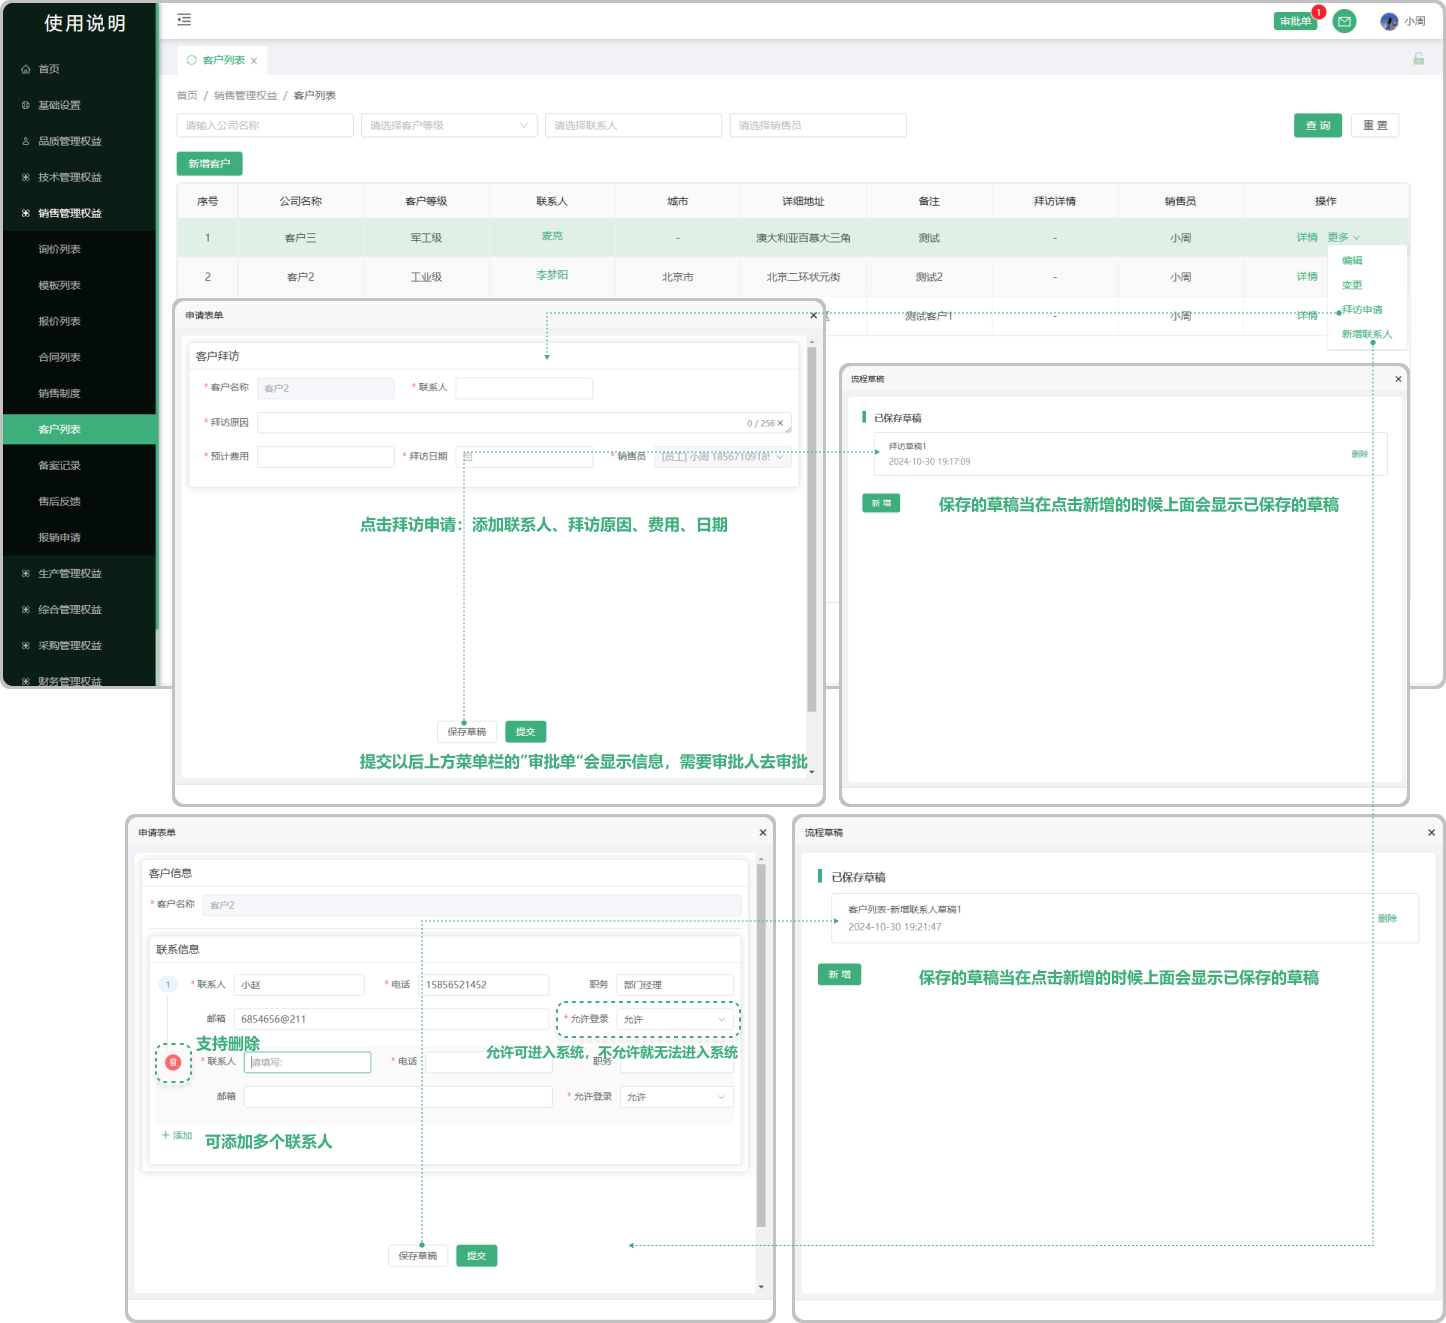 使用说明
首页
基础设置
品质管理权益
技术管理权益
销售管理权益
询价列表
模板列表
报价列表
合同列表
销售制度
客户列表
备案记录
售后反馈
报销申请
生产管理权益
综合管理权益
采购管理权益
财务管理权益
审批单 1 小周
客户列表 x
首页 / 销售管理权益 / 客户列表
请输入公司名称 请选择客户等级 请选择联系人 请选择销售员 查询 重置
新增客户
序号 公司名称 客户等级 联系人 城市 详细地址 备注 拜访详情 销售员 操作
1 客户三 军工级 麦克 - 澳大利亚百慕大三角 测试 - 小周 详情 更多
2 客户2 工业级 李梦阳 北京市 北京二环状元街 测试2 - 小周 详情
测试客户1 - 小周 详情
编辑
变更
拜访申请
新增联系人
申请表单
客户拜访
* 客户名称 客户2 * 联系人
* 拜访原因 0 / 256
* 预计费用 * 拜访日期 * 销售员 [员工] 小周 1856710918
点击拜访申请：添加联系人、拜访原因、费用、日期
保存草稿 提交
提交以后上方菜单栏的”审批单“会显示信息，需要审批人去审批
流程草稿
已保存草稿
拜访草稿1
2024-10-30 19:17:09
删除
新增
保存的草稿当在点击新增的时候上面会显示已保存的草稿
申请表单
客户信息
* 客户名称 客户2
联系信息
1 * 联系人 小赵 * 电话 15856521452 职务 部门经理
邮箱 6854656@211 * 允许登录 允许
支持删除
允许可进入系统，不允许就无法进入系统
* 联系人 请填写: * 电话 职务
邮箱 * 允许登录 允许
+ 添加
可添加多个联系人
保存草稿 提交
流程草稿
已保存草稿
客户列表-新增联系人草稿1
2024-10-30 19:21:47
删除
新增
保存的草稿当在点击新增的时候上面会显示已保存的草稿